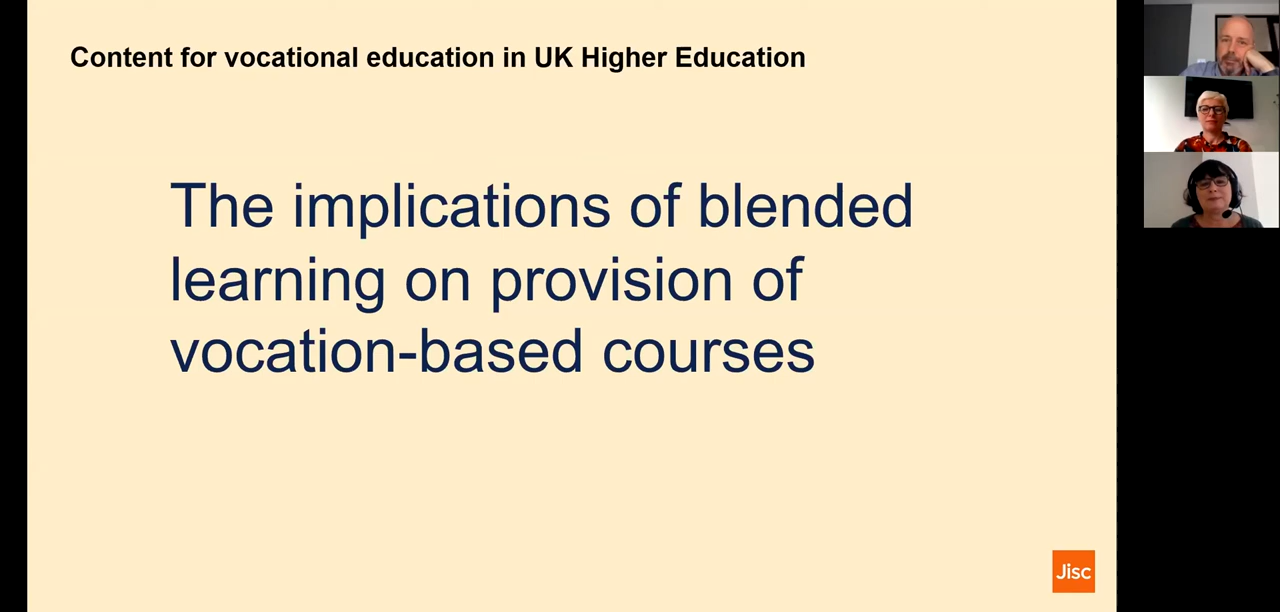 Content for vocational education in UK Higher Education
The implications of blended
learning on provision of
vocation-based courses
Jisc